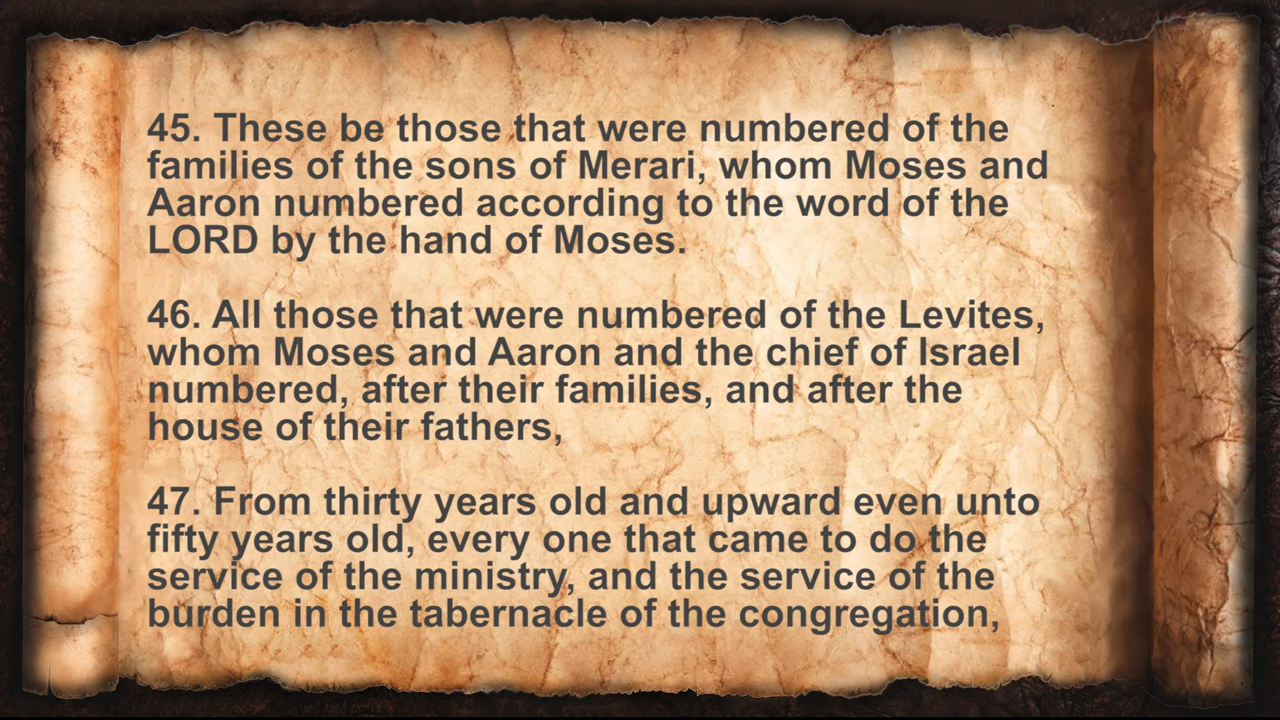 45. These be those that were numbered of the
families of the sons of Merari, whom Moses and
Aaron numbered according to the word of the
LORD by the hand of Moses.
46. All those that were numbered of the Levites,
whom Moses and Aaron and the chief of Israel
numbered, after their families, and after the
house of their fathers,
47. From thirty years old and upward even unto
fifty years old, every one that came to do the
service of the ministry, and the service of the
burden in the tabernacle of the congregation,